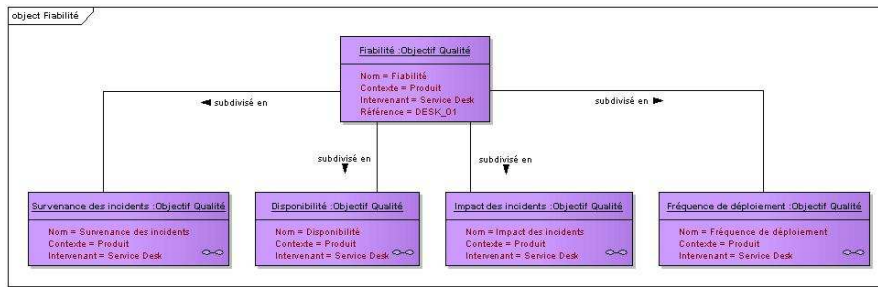 object Fiabilité
Fiabilité :Objectif Qualité
Nom = Fiabilité
Contexte = Produit
Intervenant = Service Desk
Référence = DESK_01
subdivisé en
subdivisé en
subdivisé en
subdivisé en
Survenance des incidents :Objectif Qualité
Nom = Survenance des incidents
Contexte = Produit
Intervenant = Service Desk
Disponibilité :Objectif Qualité
Nom = Disponibilité
Contexte = Produit
Intervenant = Service Desk
Impact des incidents :Objectif Qualité
Nom = Impact des incidents
Contexte = Produit
Intervenant = Service Desk
Fréquence de déploiement :Objectif Qualité
Nom = Fréquence de déploiement
Contexte = Produit
Intervenant = Service Desk